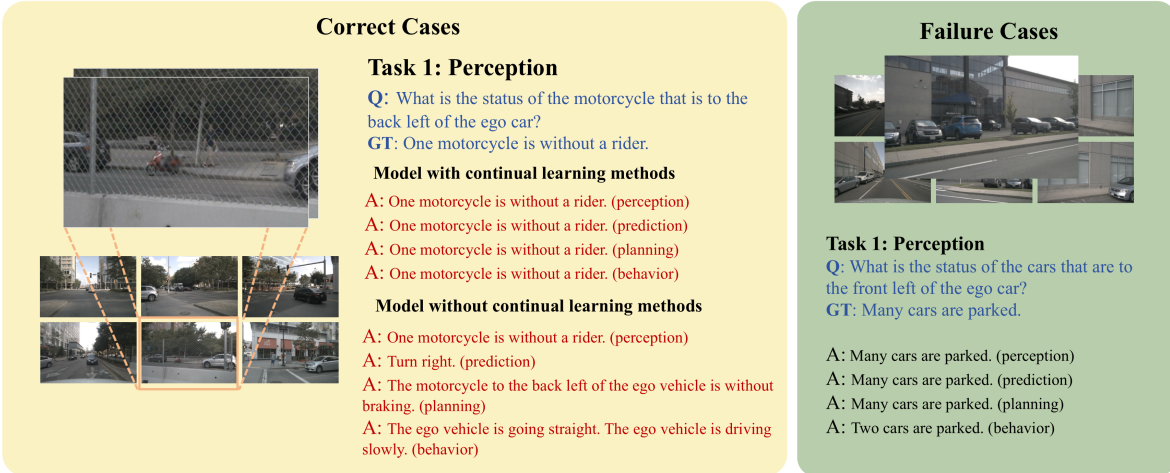 Correct Cases
Task 1: Perception
Q: What is the status of the motorcycle that is to the
back left of the ego car?
GT: One motorcycle is without a rider.
Model with continual learning methods
A: One motorcycle is without a rider. (perception)
A: One motorcycle is without a rider. (prediction)
A: One motorcycle is without a rider. (planning)
A: One motorcycle is without a rider. (behavior)
Model without continual learning methods
A: One motorcycle is without a rider. (perception)
A: Turn right. (prediction)
A: The motorcycle to the back left of the ego vehicle is without
braking. (planning)
A: The ego vehicle is going straight. The ego vehicle is driving
slowly. (behavior)
Failure Cases
Task 1: Perception
Q: What is the status of the cars that are to
the front left of the ego car?
GT: Many cars are parked.
A: Many cars are parked. (perception)
A: Many cars are parked. (prediction)
A: Many cars are parked. (planning)
A: Two cars are parked. (behavior)